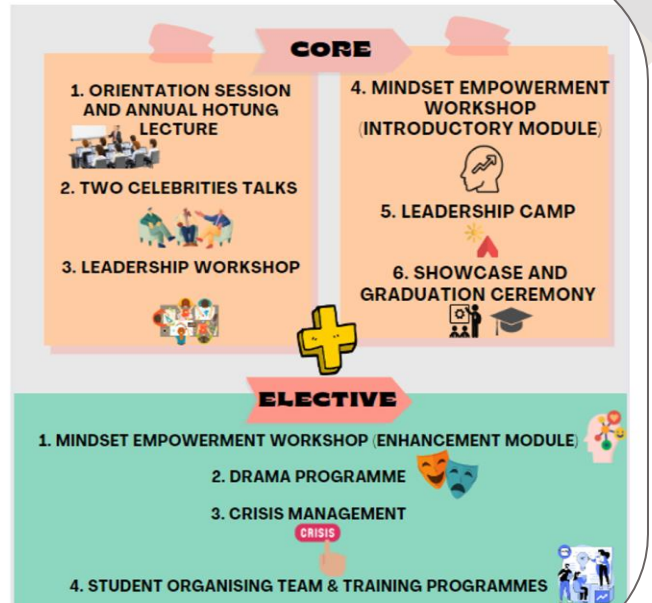 CORE
1. ORIENTATION SESSION
AND ANNUAL HOTUNG
LECTURE
2. TWO CELEBRITIES TALKS
3. LEADERSHIP WORKSHOP
4. MINDSET EMPOWERMENT
WORKSHOP
(INTRODUCTORY MODULE)
5. LEADERSHIP CAMP
6. SHOWCASE AND
GRADUATION CEREMONY
ELECTIVE
1. MINDSET EMPOWERMENT WORKSHOP (ENHANCEMENT MODULE)
2. DRAMA PROGRAMME
3. CRISIS MANAGEMENT
CRISIS
4. STUDENT ORGANISING TEAM & TRAINING PROGRAMMES